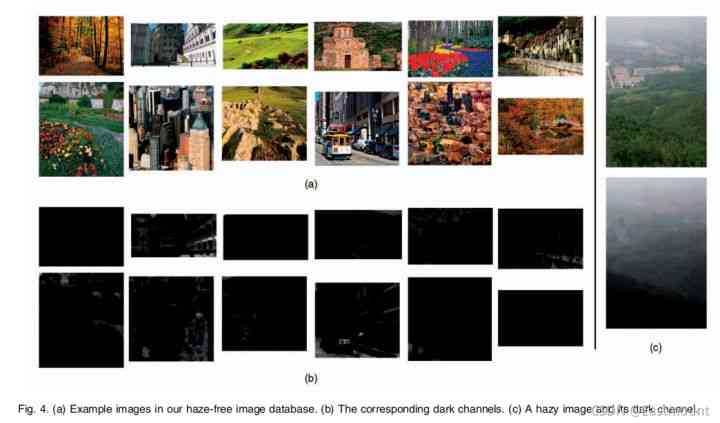 (a)
(b)
(c)
Fig. 4. (a) Example images in our haze-free image database. (b) The corresponding dark channels. (c) A hazy image and its dark channel.